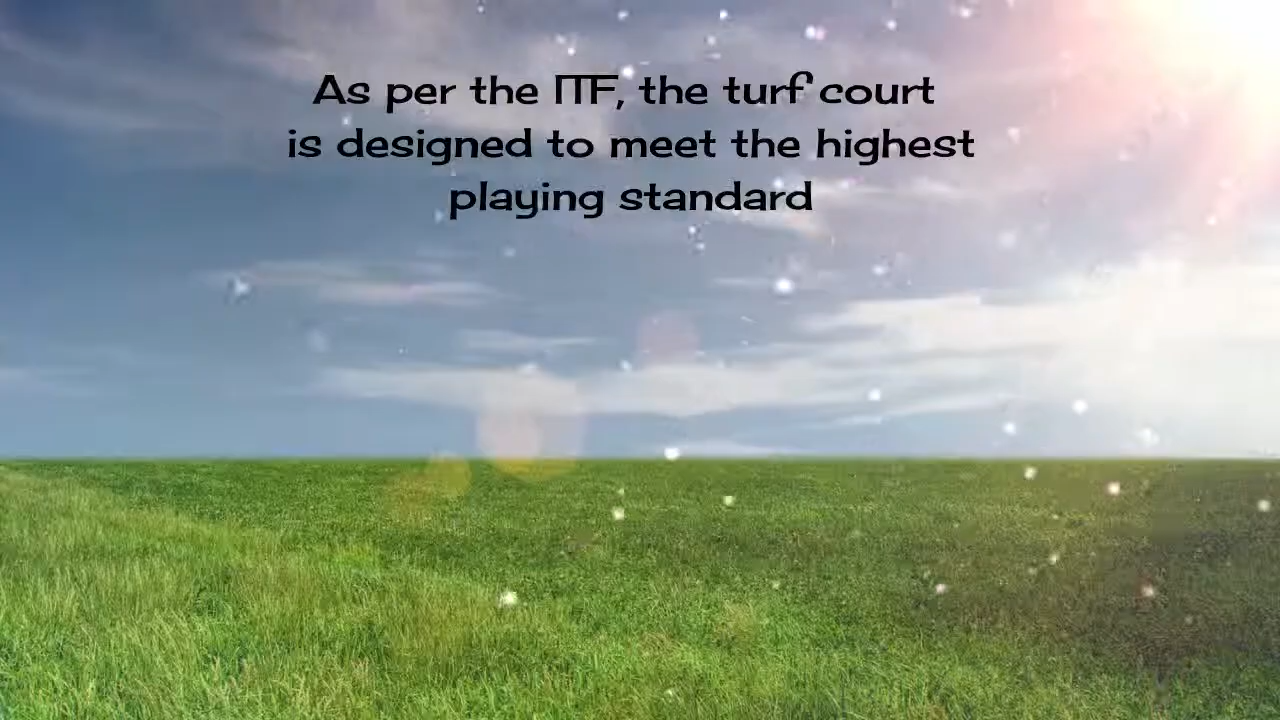 As per the ITF, the turf court
is designed to meet the highest
playing standard